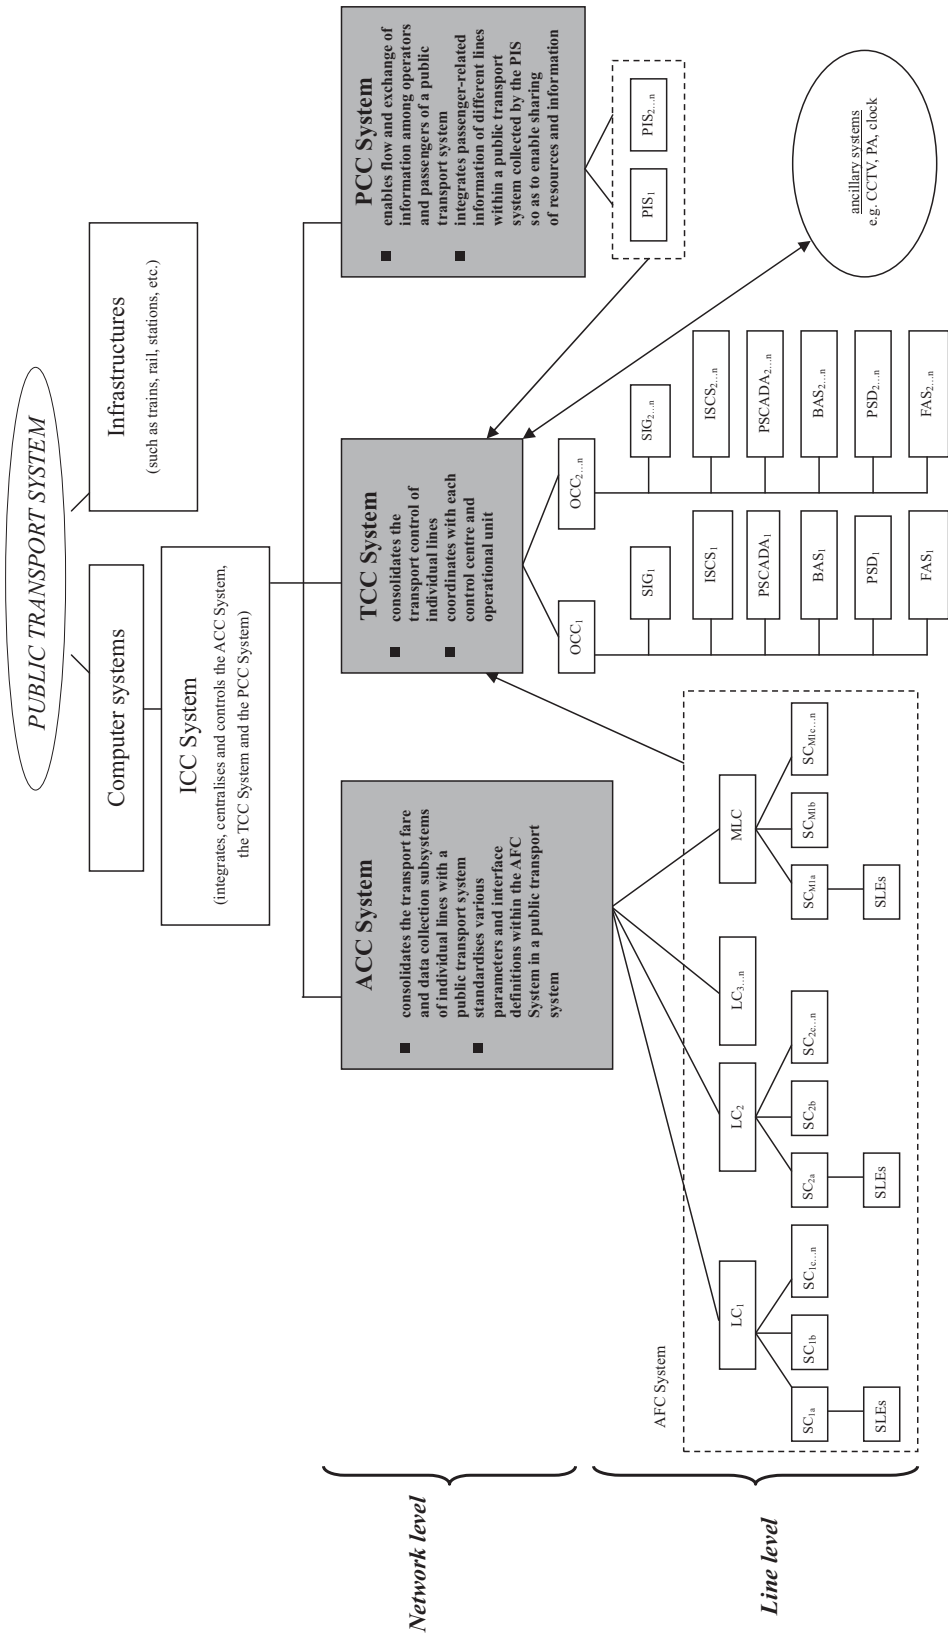 PUBLIC TRANSPORT SYSTEM
Computer systems
Infrastructures
(such as trains, rail, stations, etc.)
ICC System
(integrates, centralises and controls the ACC System,
the TCC System and the PCC System)
Network level
ACC System
■ consolidates the transport fare
and data collection subsystems
of individual lines with a
public transport system
■ standardises various
parameters and interface
definitions within the AFC
System in a public transport
system
TCC System
■ consolidates the
transport control of
individual lines
■ coordinates with each
control centre and
operational unit
PCC System
■ enables flow and exchange of
information among operators
and passengers of a public
transport system
■ integrates passenger-related
information of different lines
within a public transport
system collected by the PIS
so as to enable sharing
of resources and information
Line level
AFC System
LC1
LC2
LC3...n
MLC
SC1a
SC1b
SC1c...n
SC2a
SC2b
SC2c...n
SCM1a
SCM1b
SCM1c...n
SLEs
SLEs
SLEs
OCC1
OCC2...n
SIG1
SIG2...n
ISCS1
ISCS2...n
PSCADA1
PSCADA2...n
BAS1
BAS2...n
PSD1
PSD2...n
FAS1
FAS2...n
PIS1
PIS2...n
ancillary systems
e.g. CCTV, PA, clock